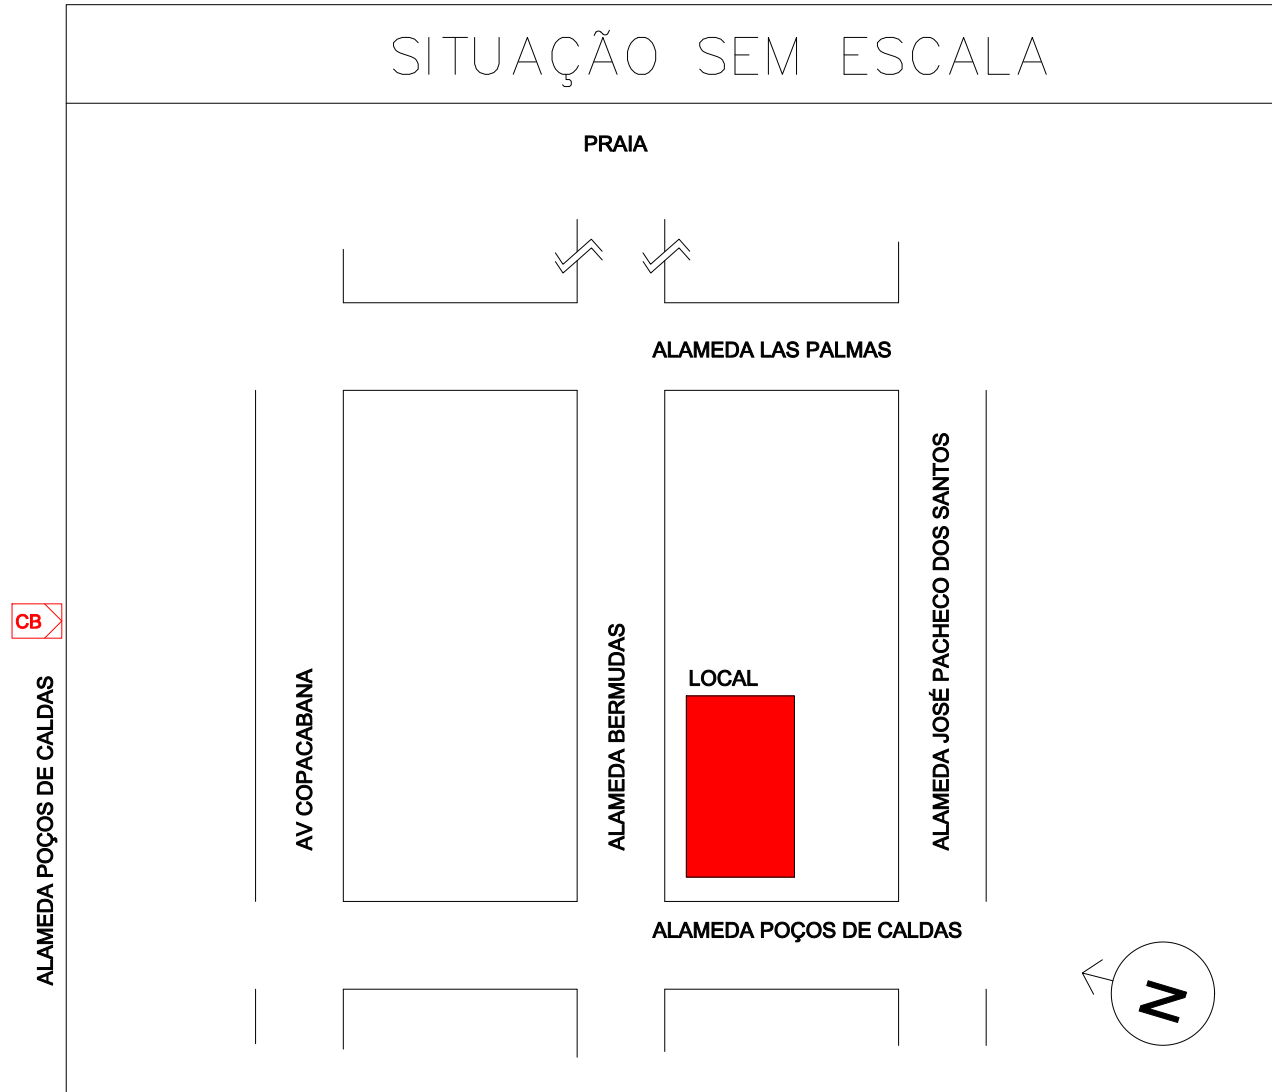 SITUAÇÃO SEM ESCALA
PRAIA
ALAMEDA LAS PALMAS
ALAMEDA JOSÉ PACHECO DOS SANTOS
CB
ALAMEDA BERMUDAS
LOCAL
AV COPACABANA
ALAMEDA POÇOS DE CALDAS
ALAMEDA POÇOS DE CALDAS
N